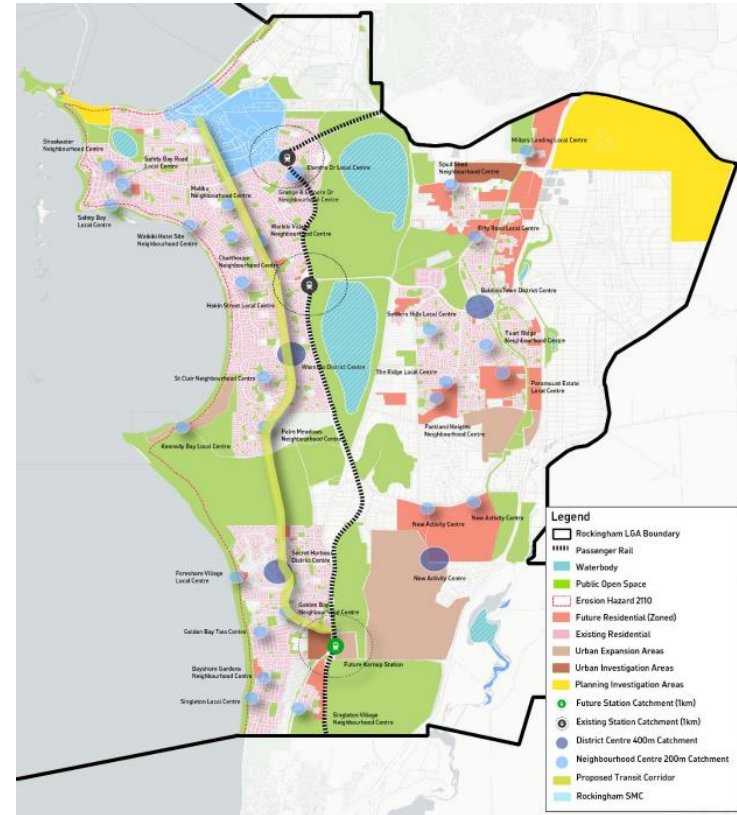 Shoalwater
Neighbourhood Centre
Safety Bay Road
Local Centre
Safety Bay
Local Centre
Malibu
Neighbourhood Centre
Waikiki Hotel Site
Neighbourhood Centre
Charthouse
Neighbourhood Centre
Hokin Street Local Centre
Elanora Dr Local Centre
Neighbourhood Centre
Waikiki Village
Neighbourhood Centre
Warnbro District Centre
St Clair Neighbourhood Centre
Palm Meadows
Neighbourhood Centre
Kennedy Bay Local Centre
Secret Harbour
District Centre
Foreshore Village
Local Centre
Golden Bay
Neighbourhood Centre
Golden Bay Two Centre
Future Karnup Station
Bayshore Gardens
Neighbourhood Centre
Singleton Local Centre
Singleton Village
Neighbourhood Centre
Millars Landing Local Centre
Spud Shed
Neighbourhood Centre
Fifty Road Local Centre
Baldivis Town District Centre
Settlers Hills Local Centre
Tuart Ridge
Neighbourhood Centre
The Ridge Local Centre
Paramount Estate
Local Centre
Parkland Heights
Neighbourhood Centre
New Activity Centre
New Activity Centre
New Activity Centre
Legend
Rockingham LGA Boundary
Passenger Rail
Waterbody
Public Open Space
Erosion Hazard 2110
Future Residential (Zoned)
Existing Residential
Urban Expansion Areas
Urban Investigation Areas
Planning Investigation Areas
Future Station Catchment (1km)
Existing Station Catchment (1km)
District Centre 400m Catchment
Neighbourhood Centre 200m Catchment
Proposed Transit Corridor
Rockingham SMC